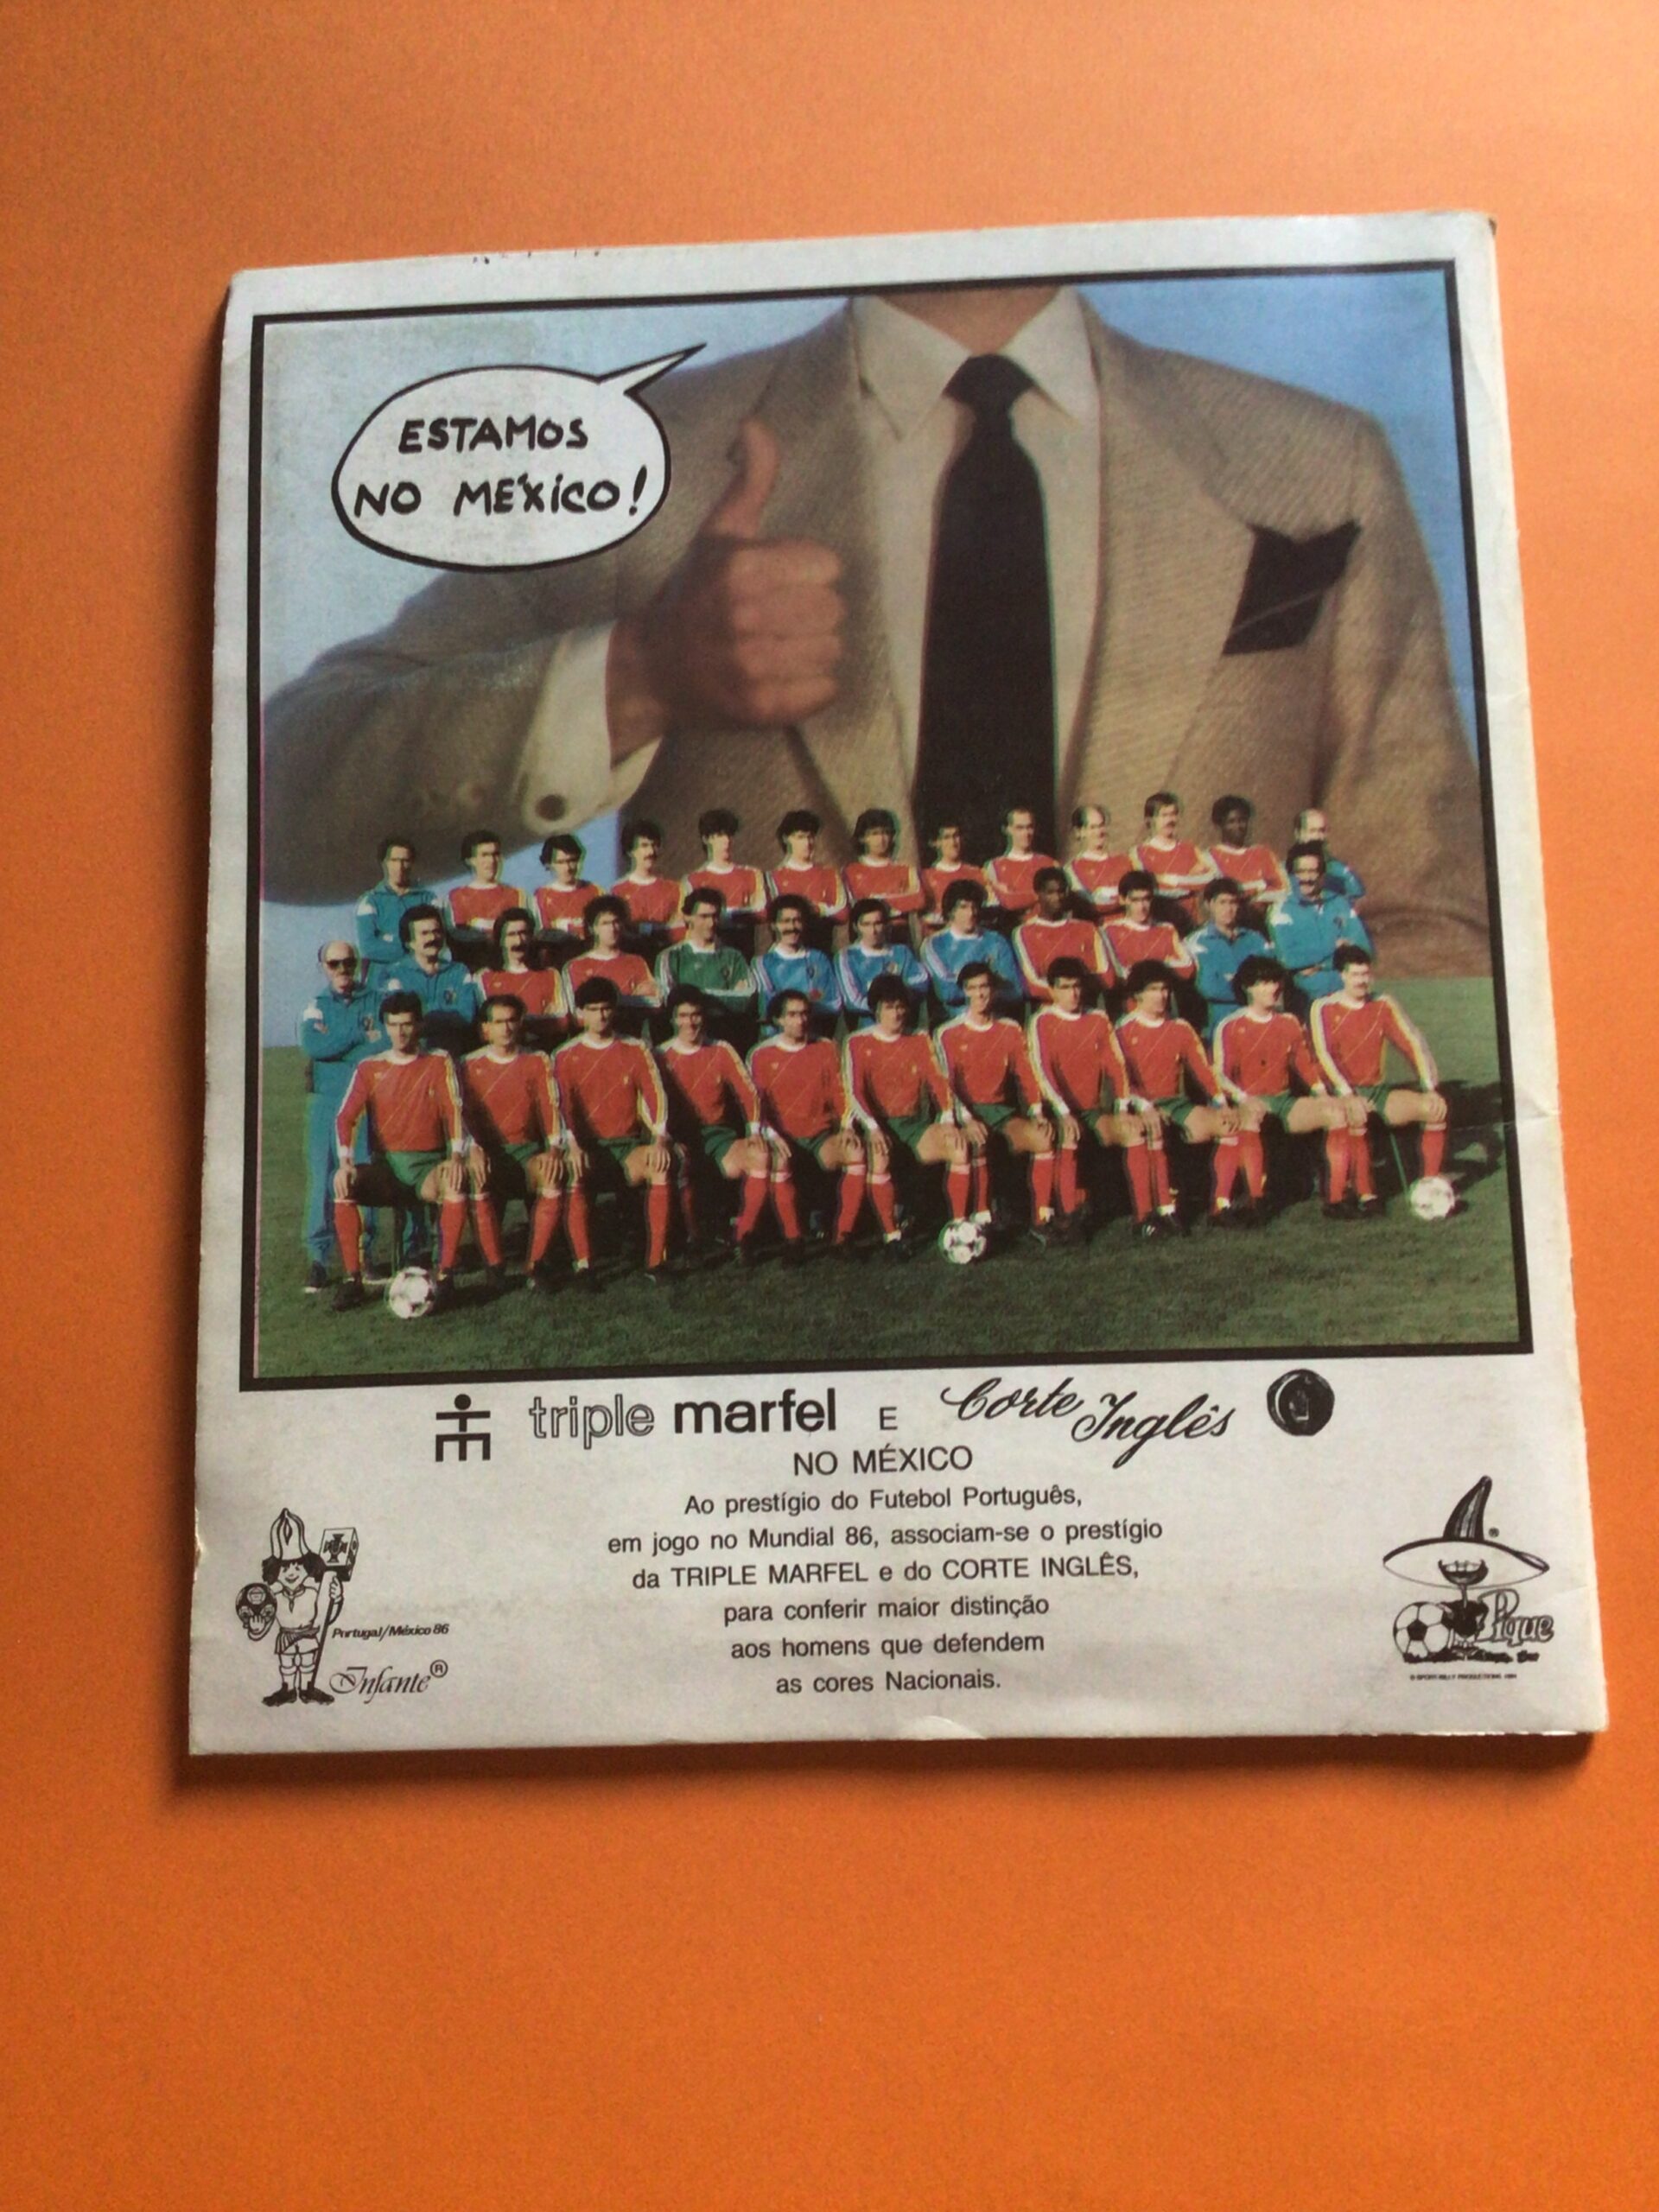 ESTAMOS
NO MÉXICO!
triple marfel E Corte Inglês
NO MÉXICO
Ao prestígio do Futebol Português,
em jogo no Mundial 86, associam-se o prestígio
da TRIPLE MARFEL e do CORTE INGLÊS,
para conferir maior distinção
aos homens que defendem
as cores Nacionais.
Portugal/México 86
Infante®
Pique